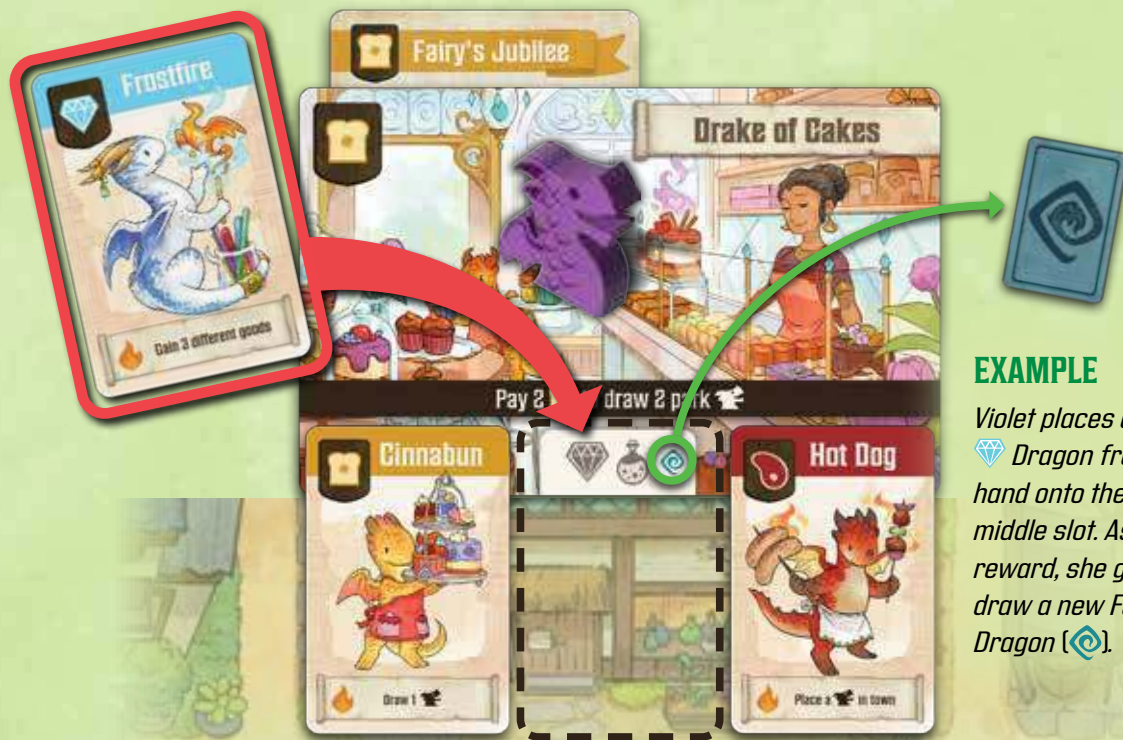 Fairy's Jubilee
Frostfire
Drake of Cakes
Gain 3 different goods
Pay 2 draw 2 park
Cinnabun
Hot Dog
Draw 1
Place a in town
EXAMPLE
Violet places
Dragon
hand onto the
middle slot. As
reward, she
draw a new
Dragon ( ).